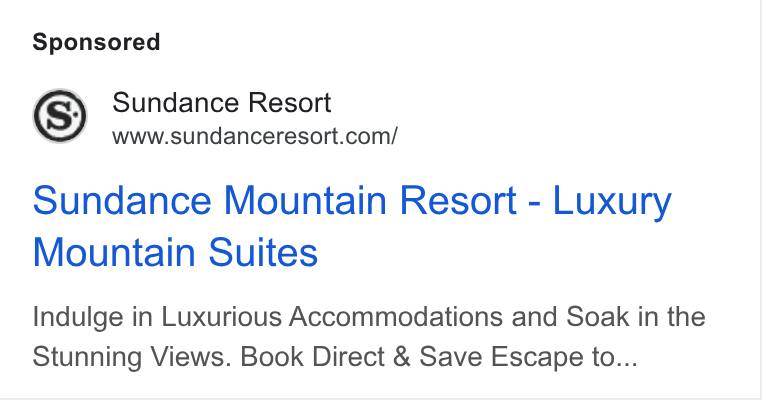 Sponsored
S
Sundance Resort
www.sundanceresort.com/
Sundance Mountain Resort - Luxury
Mountain Suites
Indulge in Luxurious Accommodations and Soak in the
Stunning Views. Book Direct & Save Escape to...